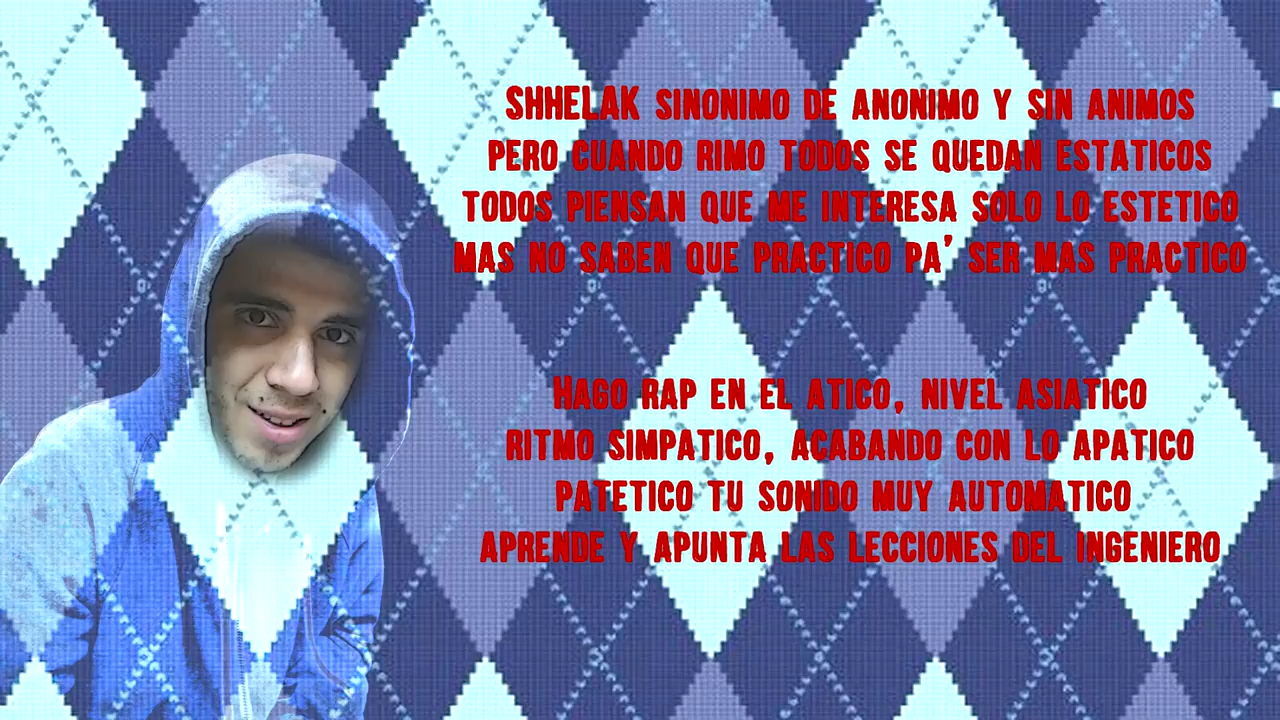 SHHELAK SINONIMO DE ANONIMO Y SIN ANIMOS
PERO CUANDO RIMO TODOS SE QUEDAN ESTATICOS
TODOS PIENSAN QUE ME INTERESA SOLO LO ESTETICO
MAS NO SABEN QUE PRACTICO PA' SER MAS PRACTICO
HAGO RAP EN EL ATICO, NIVEL ASIATICO
RITMO SIMPATICO, ACABANDO CON LO APATICO
PATETICO TU SONIDO MUY AUTOMATICO
APRENDE Y APUNTA LAS LECCIONES DEL INGENIERO